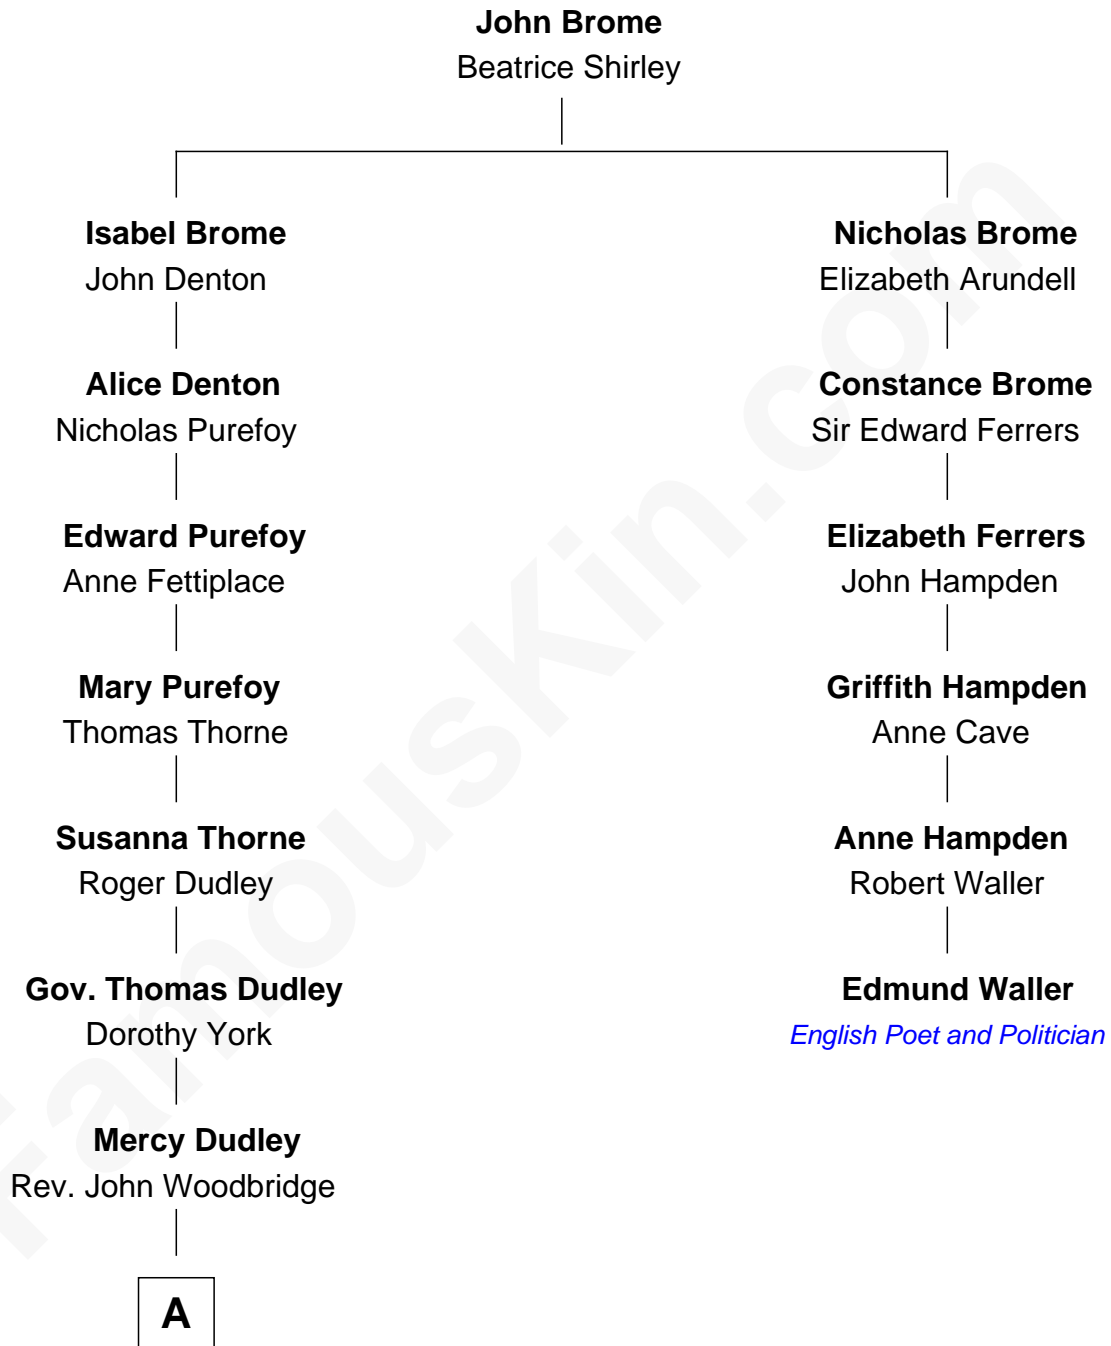 John Brome
Beatrice Shirley
Isabel Brome
John Denton
Nicholas Brome
Elizabeth Arundell
Alice Denton
Nicholas Purefoy
Constance Brome
Sir Edward Ferrers
Edward Purefoy
Anne Fettiplace
Elizabeth Ferrers
John Hampden
Mary Purefoy
Thomas Thorne
Griffith Hampden
Anne Cave
Susanna Thorne
Roger Dudley
Anne Hampden
Robert Waller
Gov. Thomas Dudley
Dorothy York
Edmund Waller
English Poet and Politician
Mercy Dudley
Rev. John Woodbridge
A
FamousKin.com